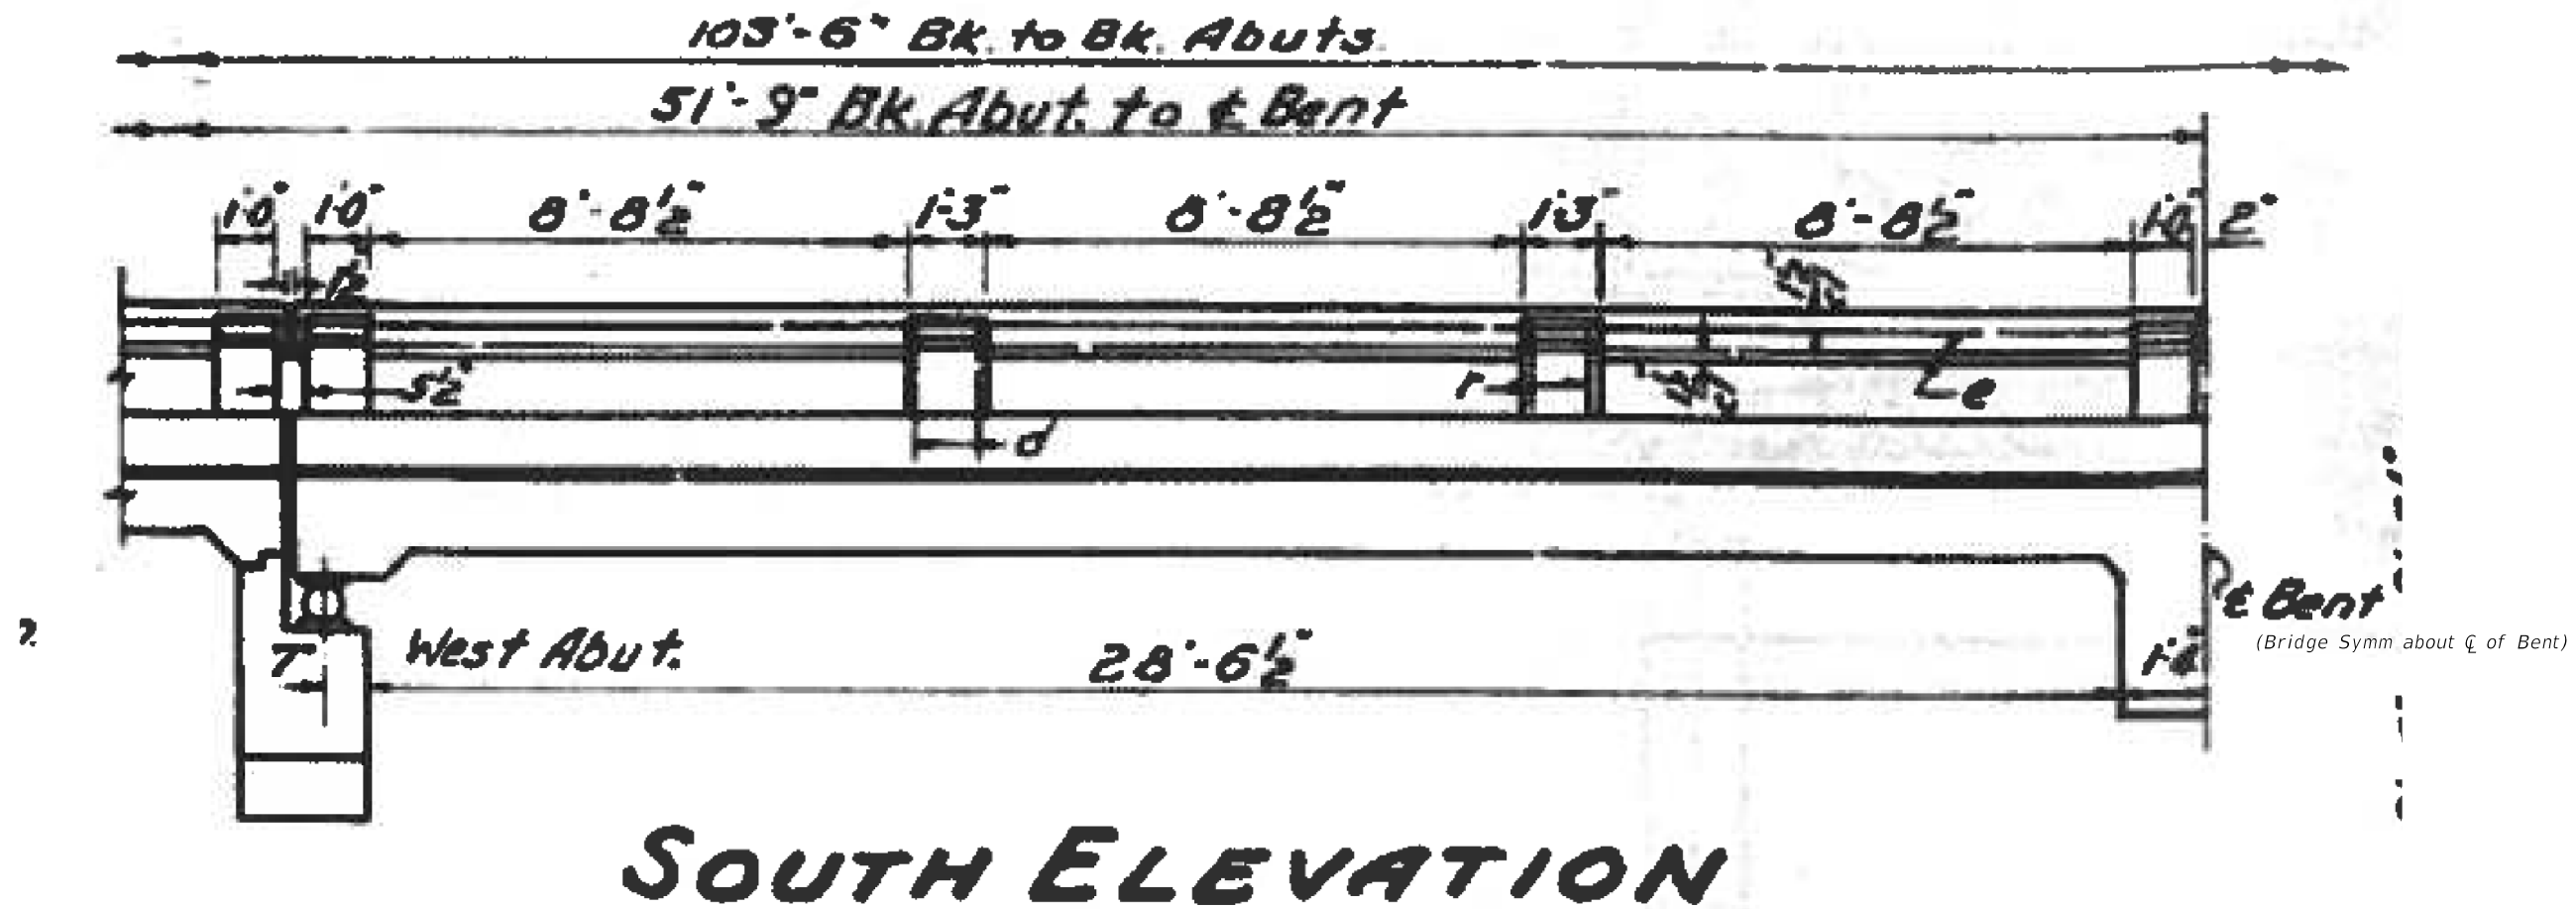 103'-6" Bk. to Bk. Abuts.
51'-9" Bk. Abut. to ℄ Bent
1'-0" 1'-0" 8'-8½" 1'-3" 8'-8½" 1'-3" 8'-8½" 2"
5½" r e
d
℄ Bent
(Bridge Symm about ℄ of Bent)
7" West Abut. 28'-6½"
SOUTH ELEVATION